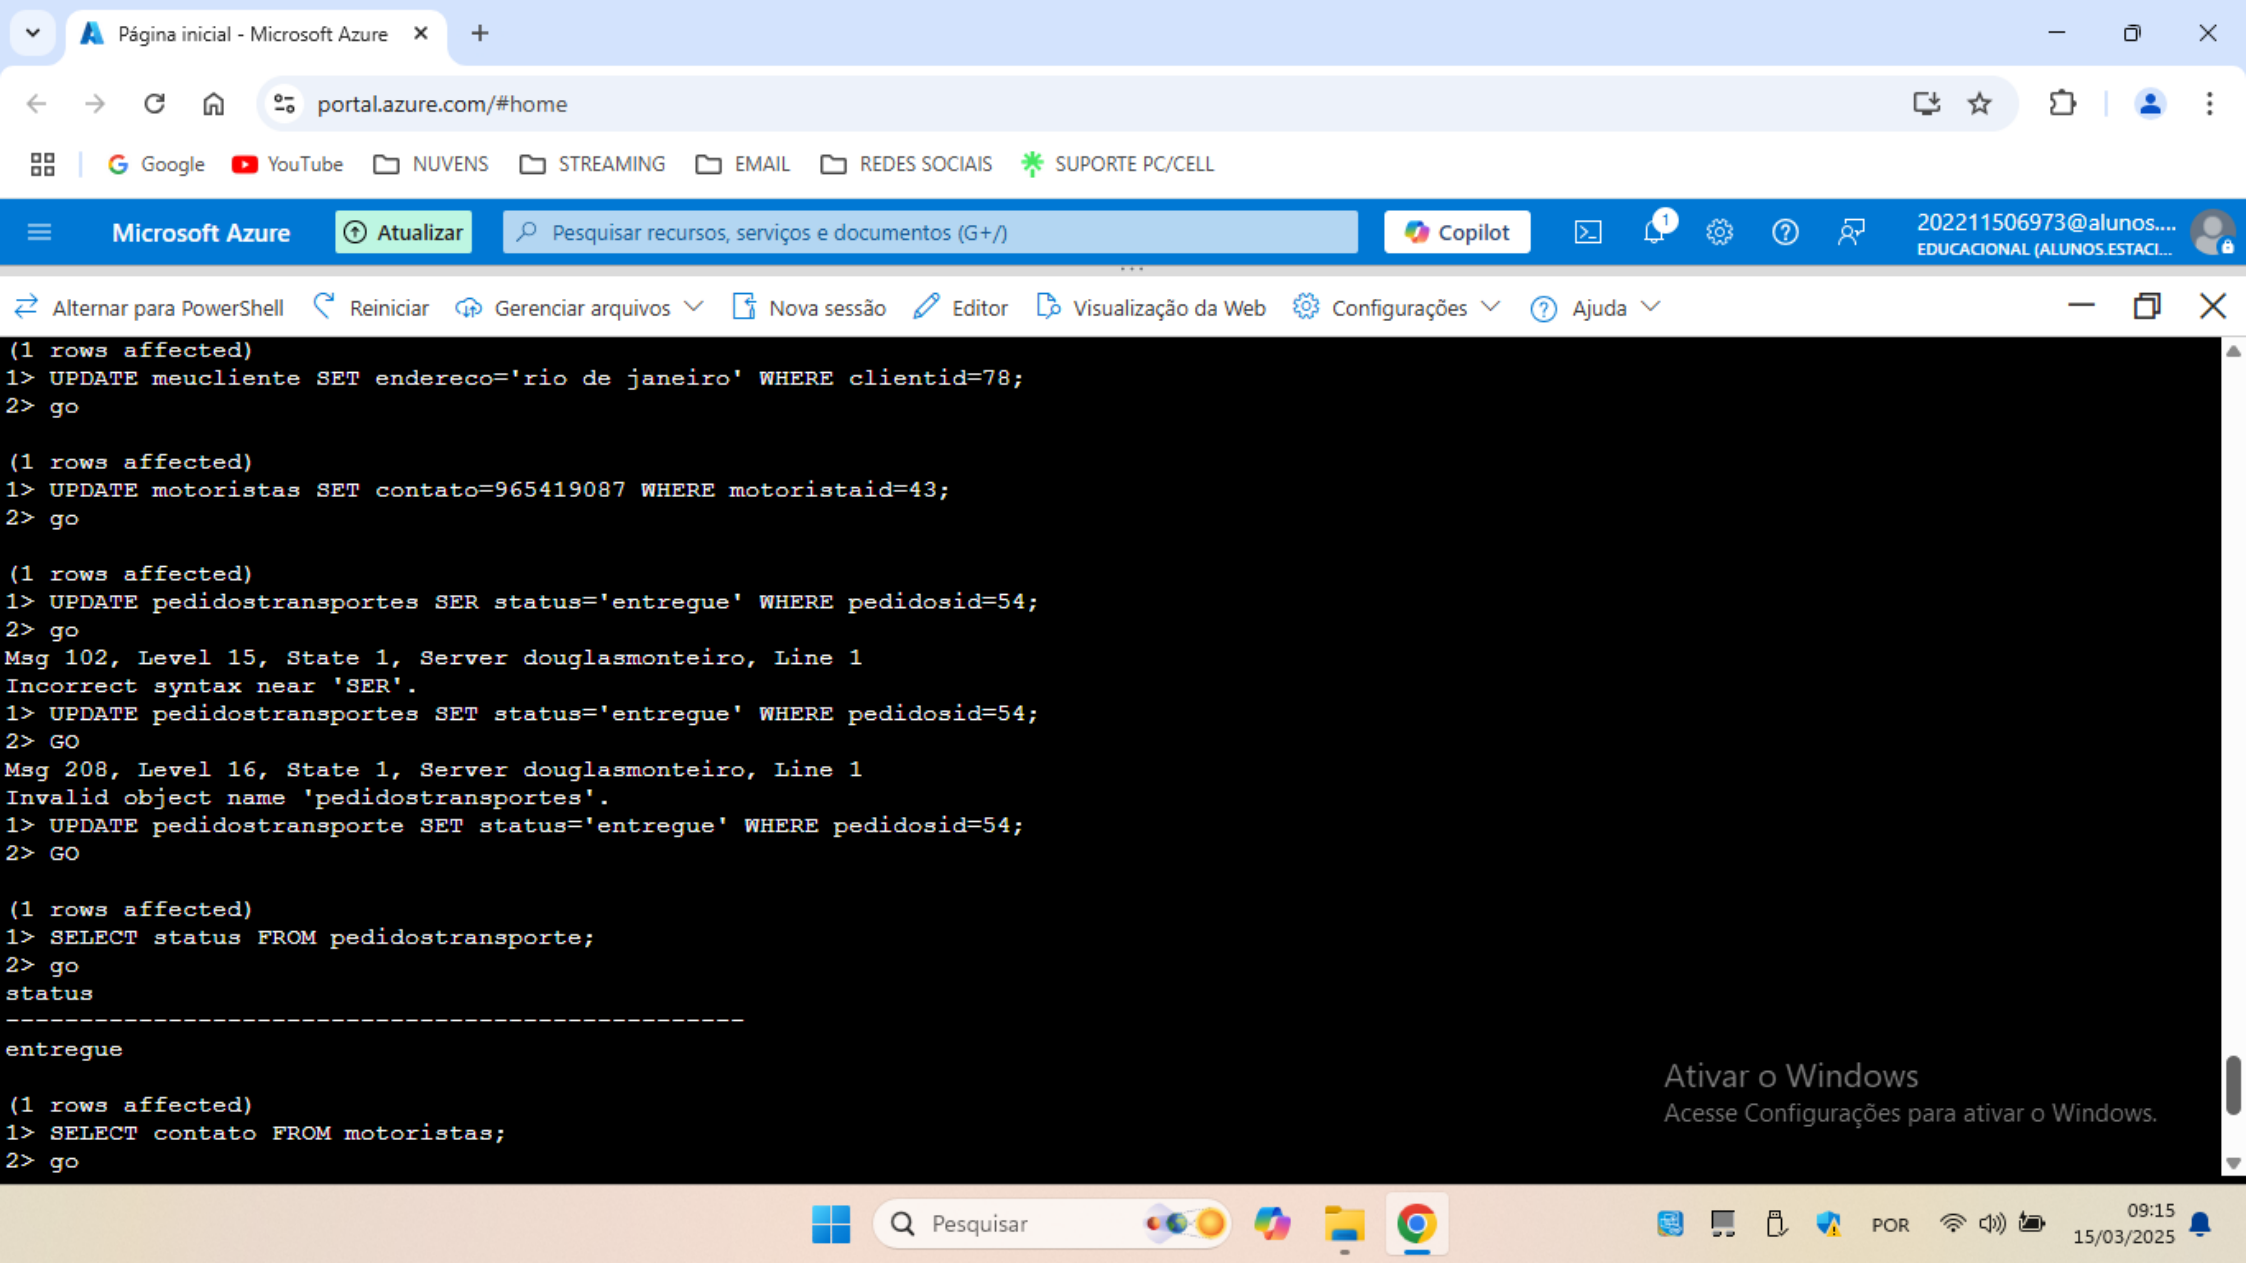 Página inicial - Microsoft Azure
portal.azure.com/#home
Google YouTube NUVENS STREAMING EMAIL REDES SOCIAIS SUPORTE PC/CELL
Microsoft Azure Atualizar Pesquisar recursos, serviços e documentos (G+/) Copilot 1 202211506973@alunos....
EDUCACIONAL (ALUNOS.ESTACI...
Alternar para PowerShell Reiniciar Gerenciar arquivos Nova sessão Editor Visualização da Web Configurações Ajuda
(1 rows affected)
1> UPDATE meucliente SET endereco='rio de janeiro' WHERE clientid=78;
2> go
(1 rows affected)
1> UPDATE motoristas SET contato=965419087 WHERE motoristaid=43;
2> go
(1 rows affected)
1> UPDATE pedidostransportes SER status='entregue' WHERE pedidosid=54;
2> go
Msg 102, Level 15, State 1, Server douglasmonteiro, Line 1
Incorrect syntax near 'SER'.
1> UPDATE pedidostransportes SET status='entregue' WHERE pedidosid=54;
2> GO
Msg 208, Level 16, State 1, Server douglasmonteiro, Line 1
Invalid object name 'pedidostransportes'.
1> UPDATE pedidostransporte SET status='entregue' WHERE pedidosid=54;
2> GO
(1 rows affected)
1> SELECT status FROM pedidostransporte;
2> go
status
--------------------------------------------------
entregue
(1 rows affected)
1> SELECT contato FROM motoristas;
2> go
Ativar o Windows
Acesse Configurações para ativar o Windows.
Pesquisar POR 09:15
15/03/2025